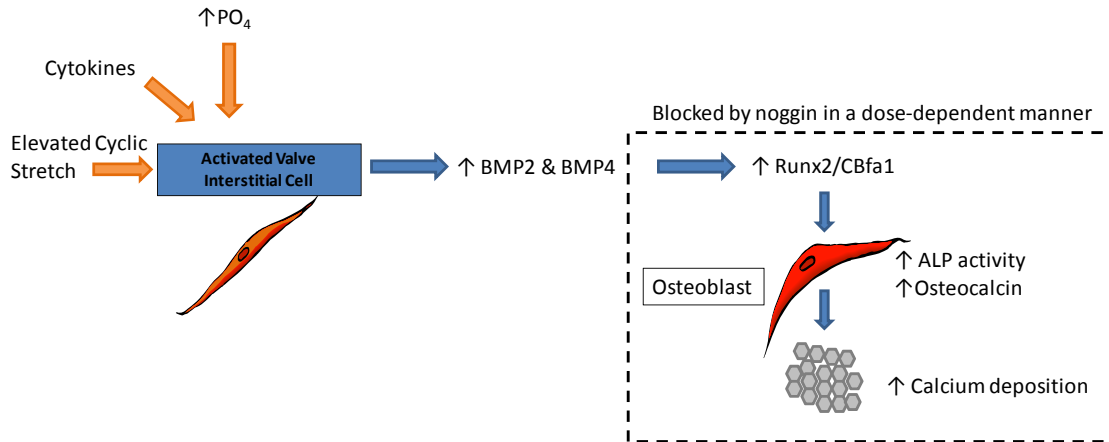 ↑PO4
Cytokines
Elevated Cyclic
Stretch
Activated Valve
Interstitial Cell
↑ BMP2 & BMP4
Blocked by noggin in a dose-dependent manner
↑ Runx2/CBfa1
Osteoblast
↑ ALP activity
↑Osteocalcin
↑ Calcium deposition